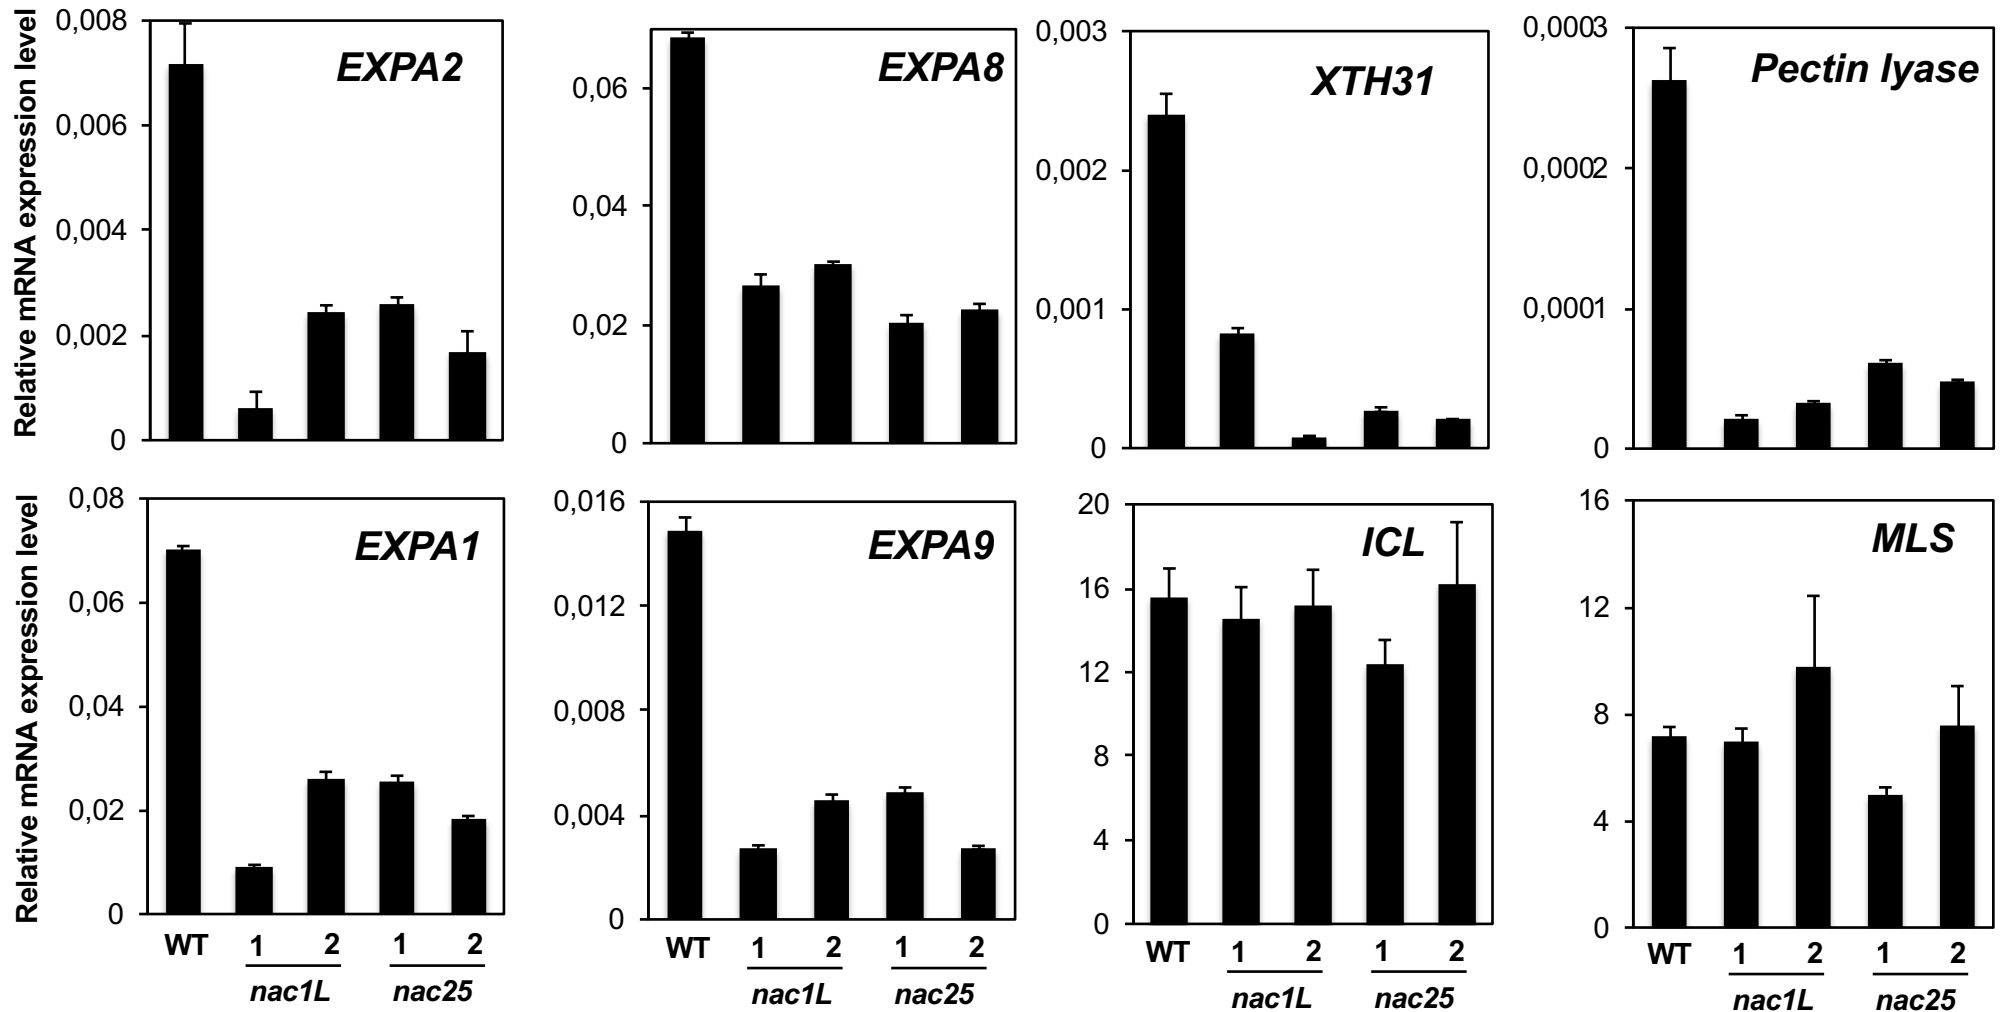 Relative mRNA expression level
0,008
0,006
0,004
0,002
0
EXPA2
0,06
0,04
0,02
0
EXPA8
0,003
0,002
0,001
0
XTH31
0,0003
0,0002
0,0001
0
Pectin lyase
Relative mRNA expression level
0,08
0,06
0,04
0,02
0
EXPA1
WT 1 2 1 2
nac1L nac25
0,016
0,012
0,008
0,004
0
EXPA9
WT 1 2 1 2
nac1L nac25
20
16
12
8
4
0
ICL
WT 1 2 1 2
nac1L nac25
16
12
8
4
0
MLS
WT 1 2 1 2
nac1L nac25